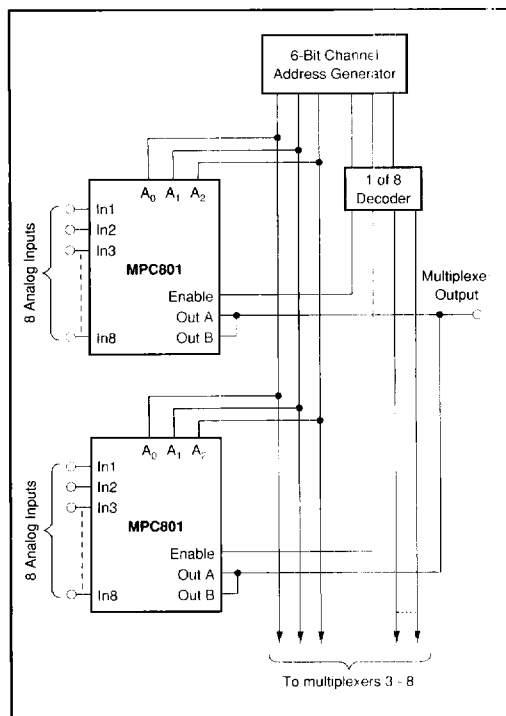 6-Bit Channel
Address Generator
1 of 8
Decoder
A₀ A₁ A₂
8 Analog Inputs
In1
In2
In3
In8
MPC801
Enable
Out A
Out B
Multiplexe
Output
A₀ A₁ A₂
8 Analog Inputs
In1
In2
In3
In8
MPC801
Enable
Out A
Out B
To multiplexers 3 - 8